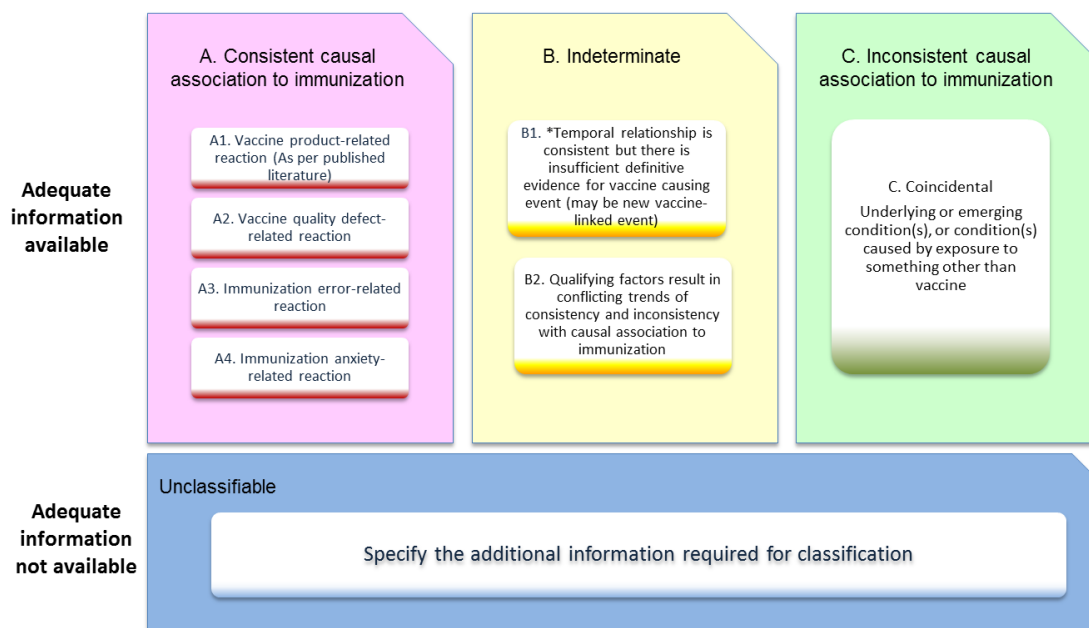 A. Consistent causal
association to immunization
A1. Vaccine product-related
reaction (As per published
literature)
A2. Vaccine quality defect-
related reaction
A3. Immunization error-related
reaction
A4. Immunization anxiety-
related reaction
B. Indeterminate
B1. *Temporal relationship is
consistent but there is
insufficient definitive
evidence for vaccine causing
event (may be new vaccine-
linked event)
B2. Qualifying factors result in
conflicting trends of
consistency and inconsistency
with causal association to
immunization
C. Inconsistent causal
association to immunization
C. Coincidental
Underlying or emerging
condition(s), or condition(s)
caused by exposure to
something other than
vaccine
Adequate
information
available
Adequate
information
not available
Unclassifiable
Specify the additional information required for classification